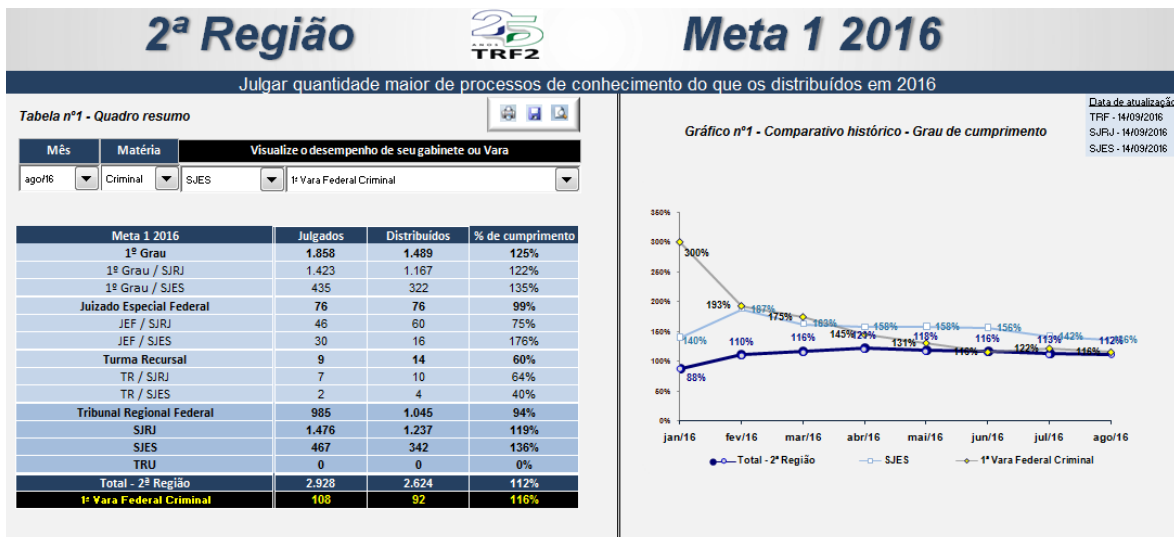 2ª Região
25
ANOS
TRF2
Meta 1 2016
Julgar quantidade maior de processos de conhecimento do que os distribuídos em 2016
Tabela nº1 - Quadro resumo
Mês Matéria Visualize o desempenho de seu gabinete ou Vara
ago/16 Criminal SJES 1ª Vara Federal Criminal
Meta 1 2016 Julgados Distribuídos % de cumprimento
1º Grau 1.858 1.489 125%
1º Grau / SJRJ 1.423 1.167 122%
1º Grau / SJES 435 322 135%
Juizado Especial Federal 76 76 99%
JEF / SJRJ 46 60 75%
JEF / SJES 30 16 176%
Turma Recursal 9 14 60%
TR / SJRJ 7 10 64%
TR / SJES 2 4 40%
Tribunal Regional Federal 985 1.045 94%
SJRJ 1.476 1.237 119%
SJES 467 342 136%
TRU 0 0 0%
Total - 2ª Região 2.928 2.624 112%
1ª Vara Federal Criminal 108 92 116%
Gráfico nº1 - Comparativo histórico - Grau de cumprimento
Data de atualização
TRF - 14/09/2016
SJRJ - 14/09/2016
SJES - 14/09/2016
350%
300%
250%
200%
150%
100%
50%
0%
300% 193% 175% 145% 131% 116% 122% 116%
140% 187% 163% 158% 158% 156% 142% 136%
88% 110% 116% 123% 118% 116% 113% 112%
jan/16 fev/16 mar/16 abr/16 mai/16 jun/16 jul/16 ago/16
Total - 2ª Região SJES 1ª Vara Federal Criminal